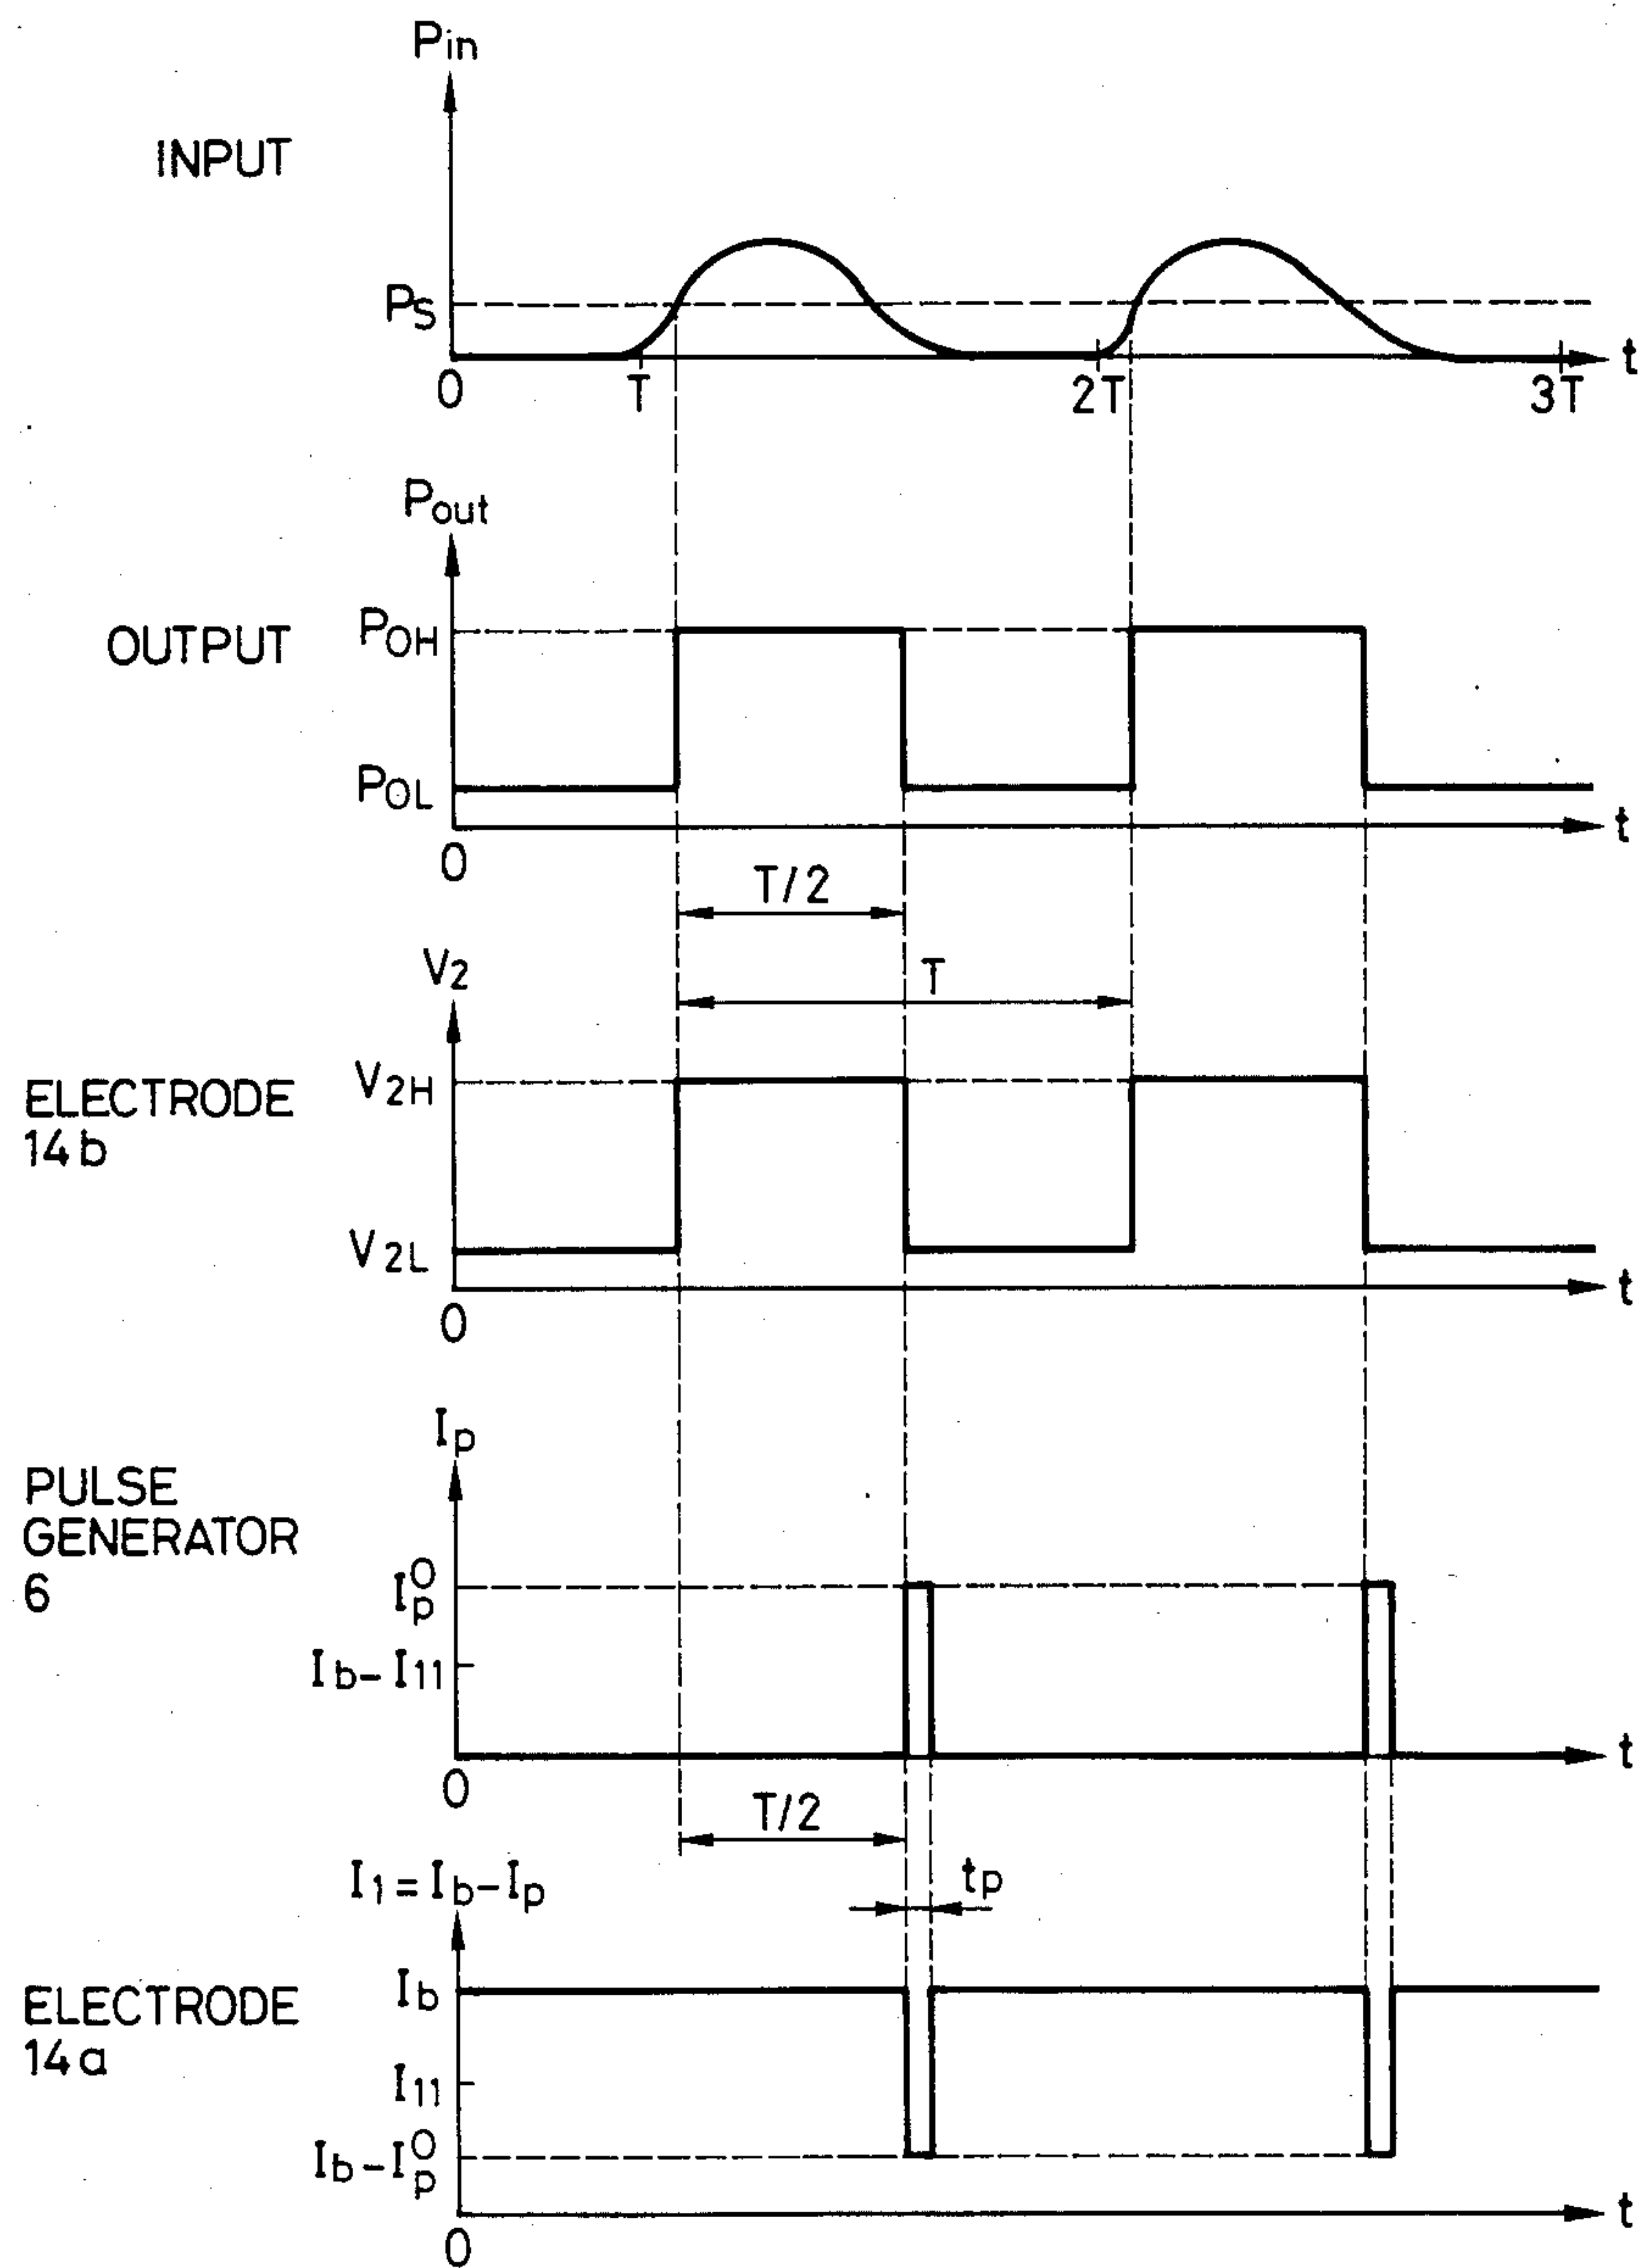 Pin
INPUT
PS
0 T 2T 3T t
Pout
OUTPUT
POH
POL
0 t
T/2
T
V2
ELECTRODE
14b
V2H
V2L
0 t
Ip
PULSE
GENERATOR
6
I⁰p
Ib-I11
0 t
T/2
tp
I1=Ib-Ip
ELECTRODE
14a
Ib
I11
Ib-I⁰p
0 t